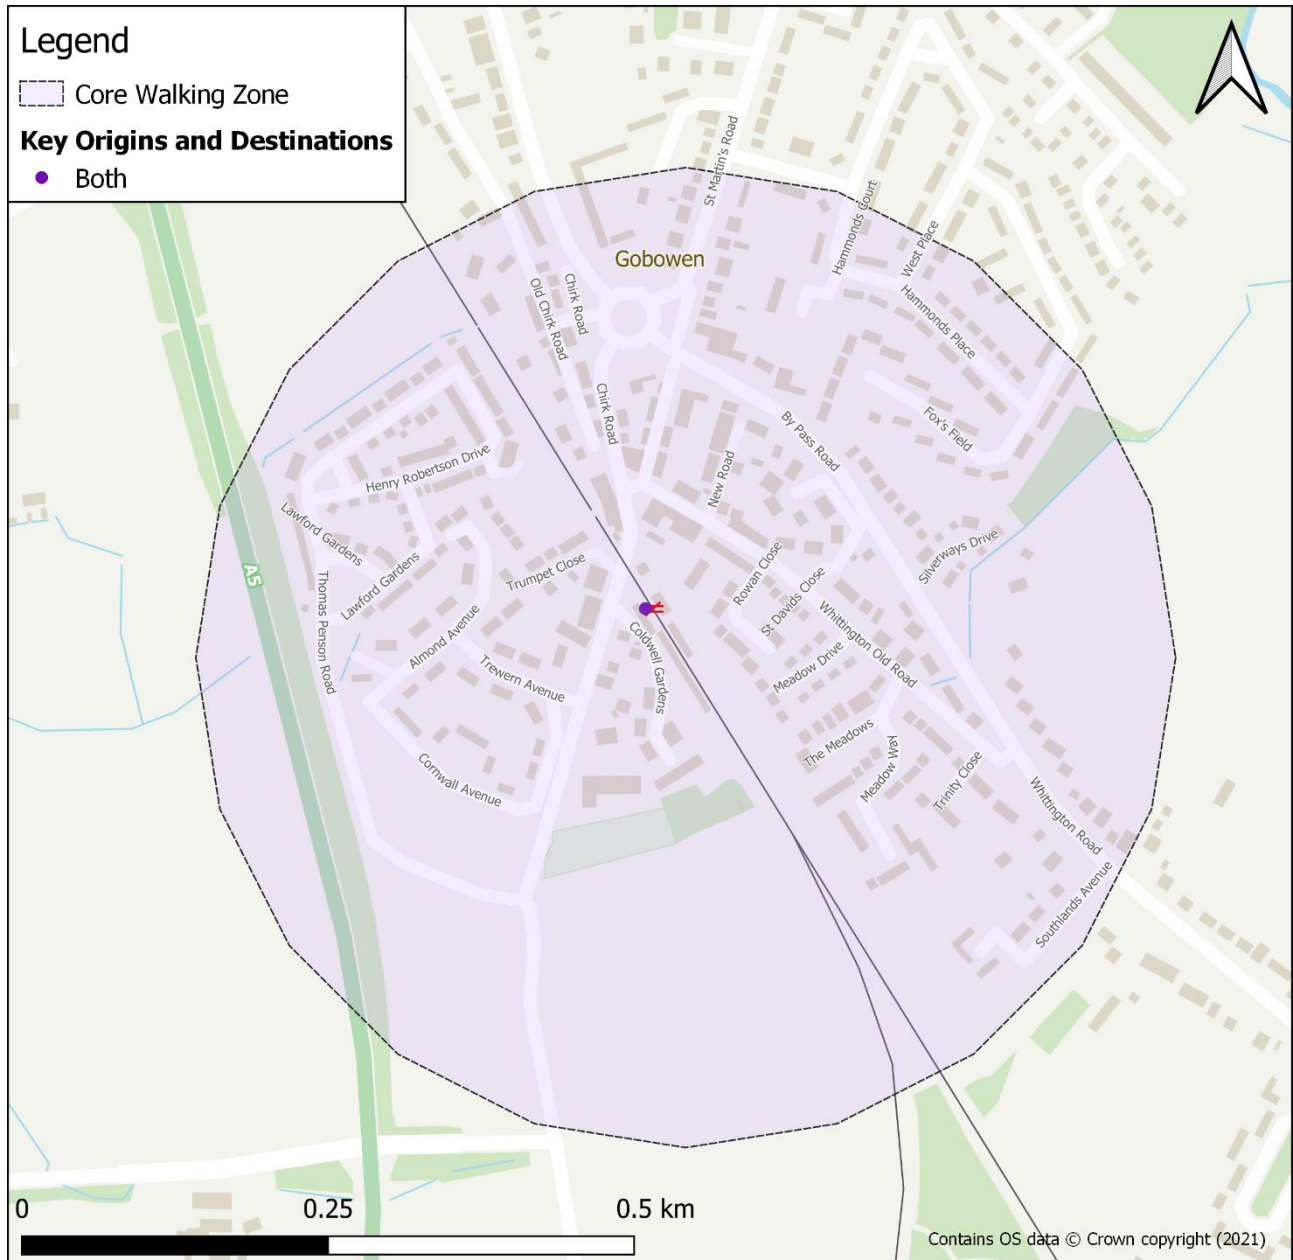 Legend
Core Walking Zone
Key Origins and Destinations
Both
St Martin's Road
Hammonds Court
West Place
Gobowen
Old Chirk Road
Chirk Road
Hammonds Place
Chirk Road
By Pass Road
Fox's Field
Henry Robertson Drive
New Road
Lawford Gardens
Silverways Drive
A5
Thomas Penson Road
Lawford Gardens
Trumpet Close
Rowan Close
St Davids Close
Almond Avenue
Coldwell Gardens
Whittington Old Road
Trewern Avenue
Meadow Drive
The Meadows
Cornwall Avenue
Meadow Way
Trinity Close
Whittington Road
Southlands Avenue
0 0.25 0.5 km
Contains OS data © Crown copyright (2021)